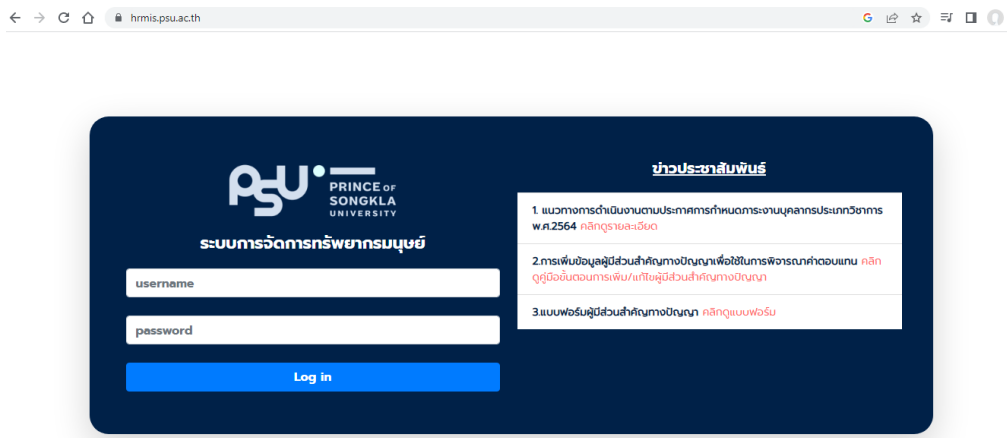 hrmis.psu.ac.th
PSU
PRINCE OF
SONGKLA
UNIVERSITY
ระบบการจัดการทรัพยากรมนุษย์
username
password
Log in
ข่าวประชาสัมพันธ์
1. แนวทางการดำเนินงานตามประกาศการกำหนดภาระงานบุคลากรประเภทวิชาการ
พ.ศ.2564 คลิกดูรายละเอียด
2.การเพิ่มข้อมูลผู้มีส่วนสำคัญทางปัญญาเพื่อใช้ในการพิจารณาค่าตอบแทน คลิก
ดูคู่มือขั้นตอนการเพิ่ม/แก้ไขผู้มีส่วนสำคัญทางปัญญา
3.แบบฟอร์มผู้มีส่วนสำคัญทางปัญญา คลิกดูแบบฟอร์ม